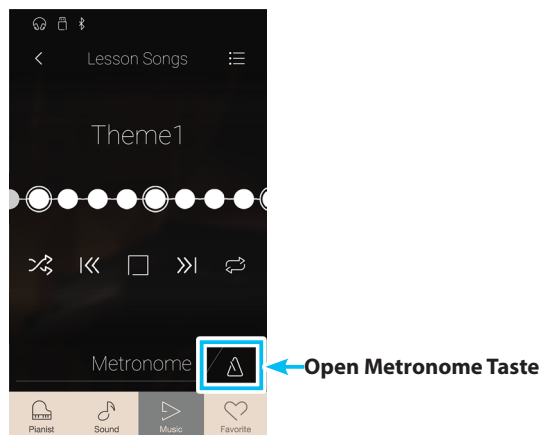 Lesson Songs
Theme1
Metronome
Open Metronome Taste
Pianist Sound Music Favorite